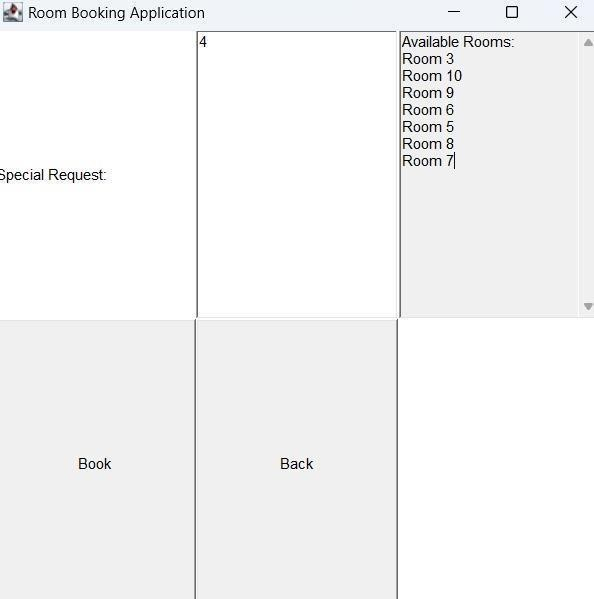 Room Booking Application
Special Request:
4
Available Rooms:
Room 3
Room 10
Room 9
Room 6
Room 5
Room 8
Room 7
Book
Back